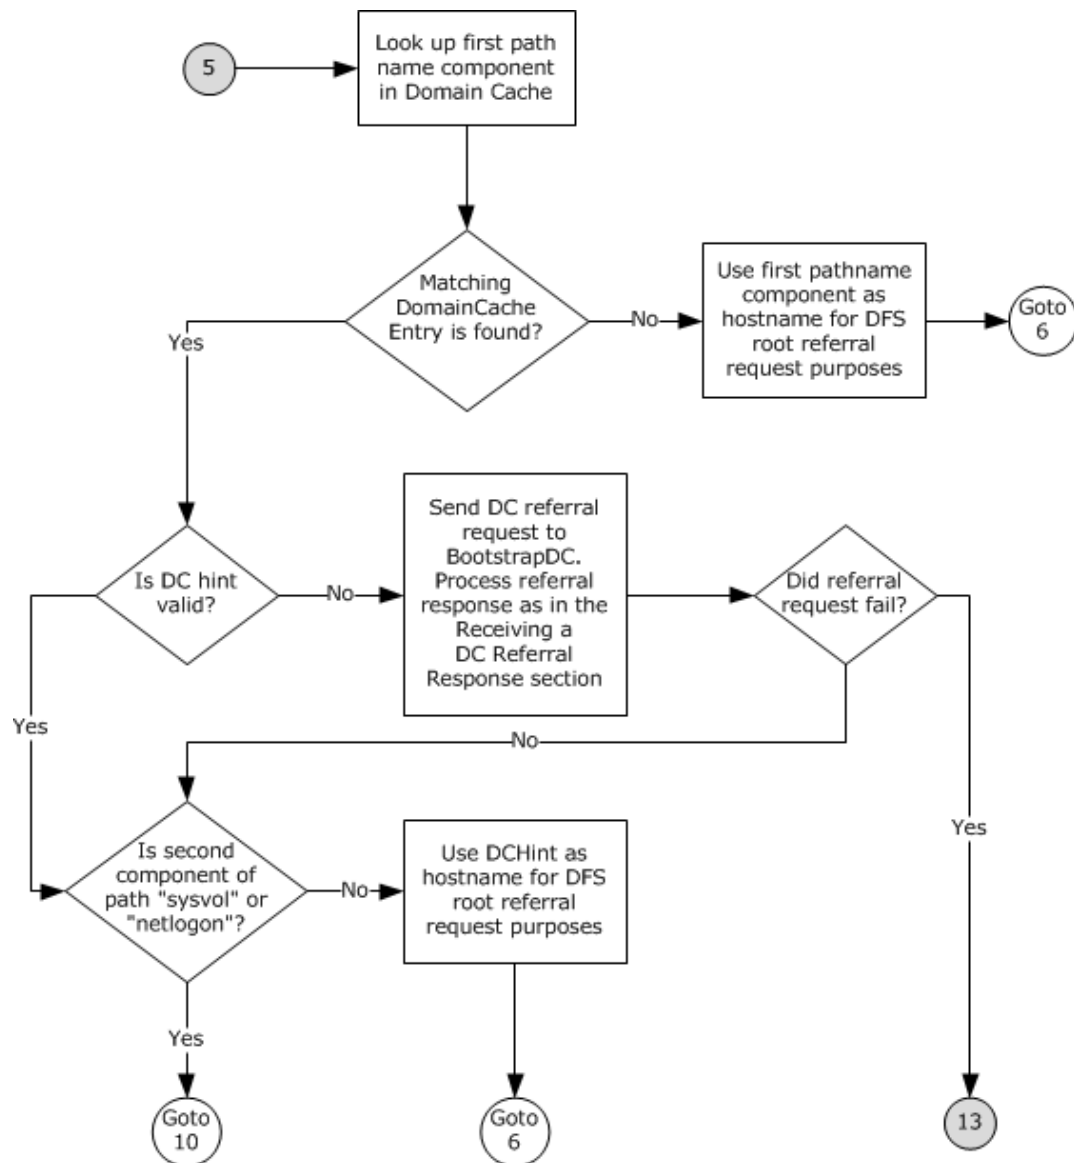 5
Look up first path
name component
in Domain Cache
Matching
DomainCache
Entry is found?
No
Use first pathname
component as
hostname for DFS
root referral
request purposes
Goto
6
Yes
Is DC hint
valid?
No
Send DC referral
request to
BootstrapDC.
Process referral
response as in the
Receiving a
DC Referral
Response section
Did referral
request fail?
Yes
No
Yes
Is second
component of
path "sysvol" or
"netlogon"?
No
Use DCHint as
hostname for DFS
root referral
request purposes
Yes
Goto
10
Goto
6
13